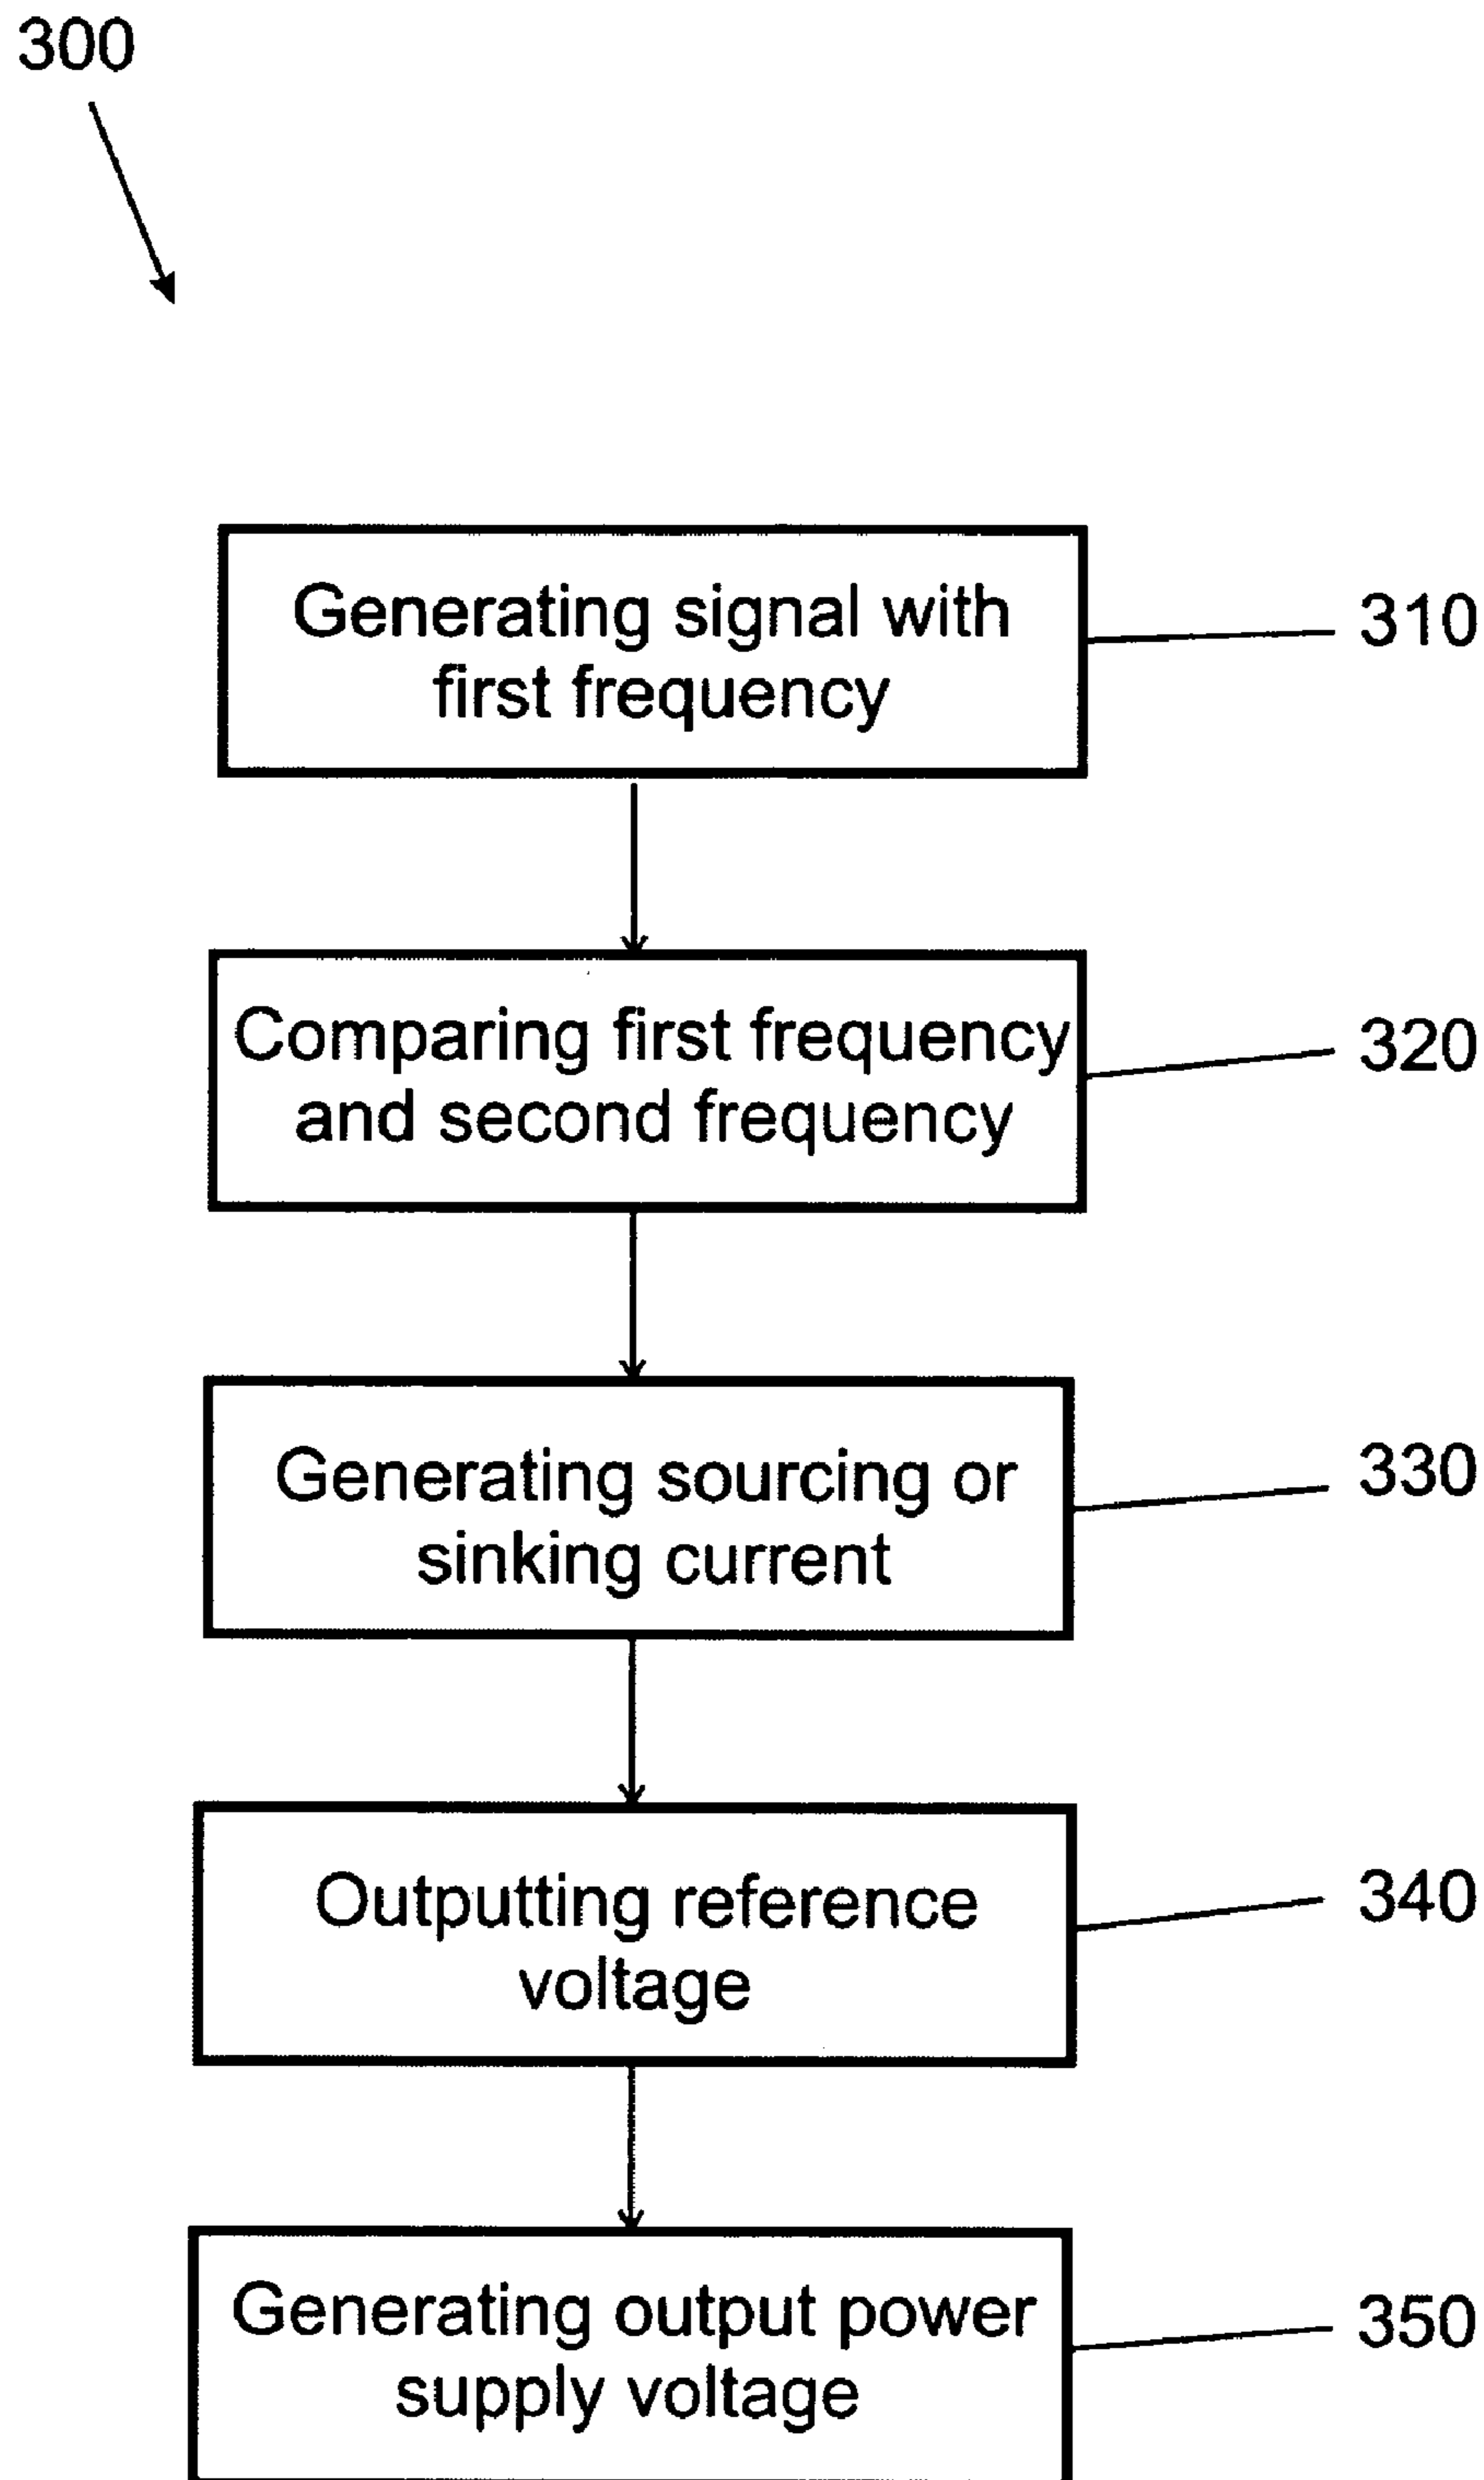 300
Generating signal with
first frequency
310
Comparing first frequency
and second frequency
320
Generating sourcing or
sinking current
330
Outputting reference
voltage
340
Generating output power
supply voltage
350